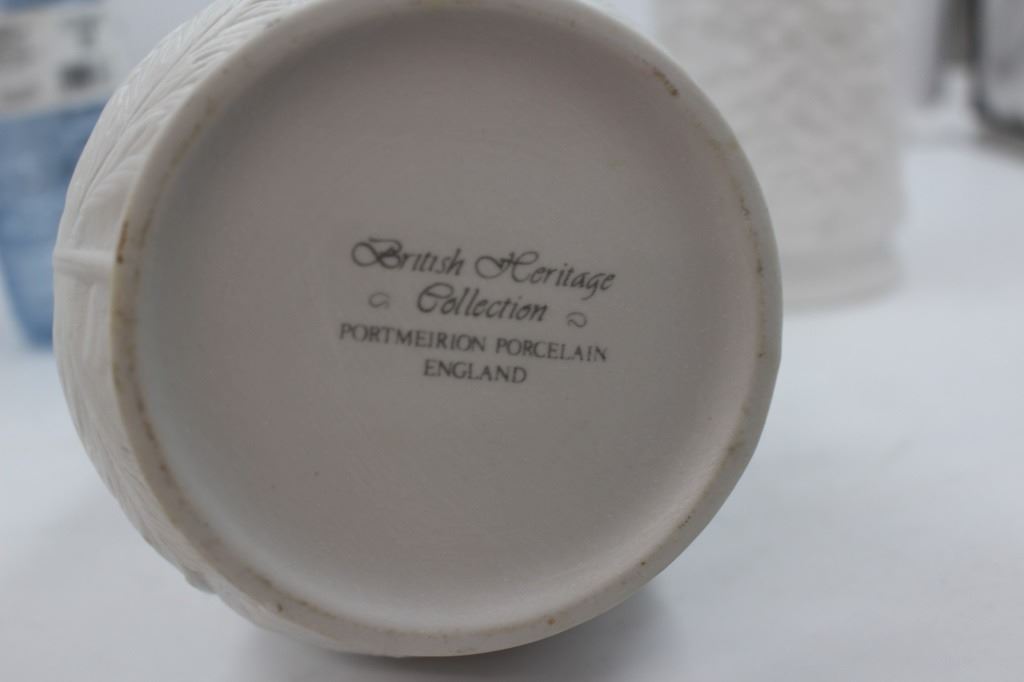 British Heritage
Collection
PORTMEIRION PORCELAIN
ENGLAND